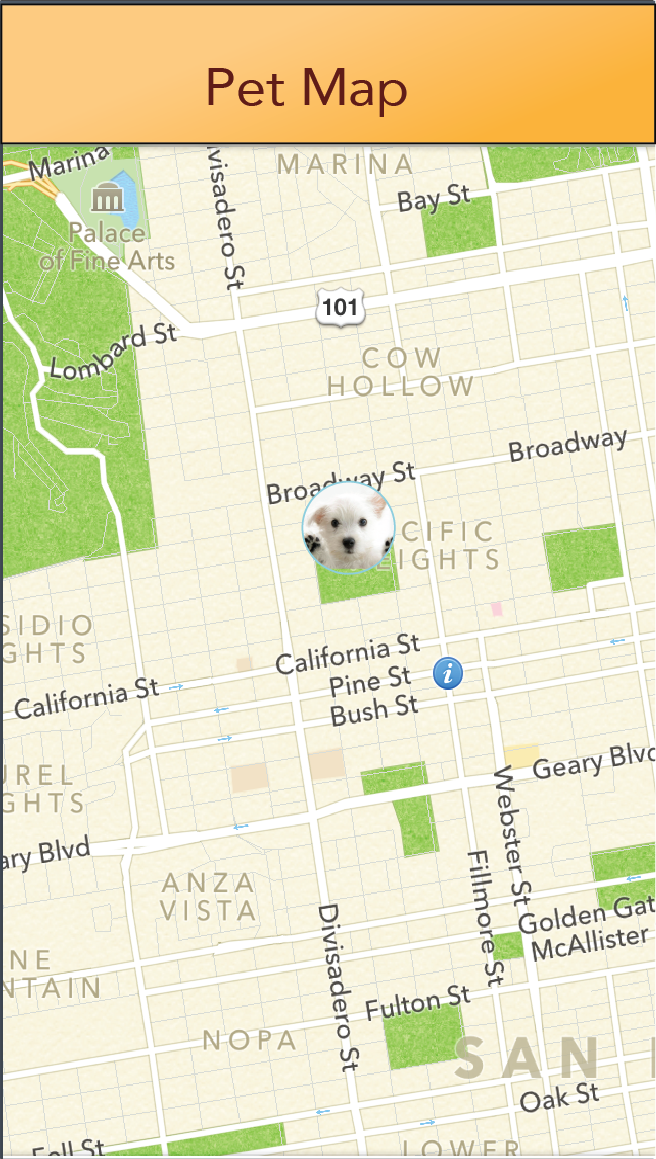 Pet Map
Marina
MARINA
Divisadero St
Bay St
Palace
of Fine Arts
101
Lombard St
COW
HOLLOW
Broadway
Broadway St
CIFIC
EIGHTS
SIDIO
GHTS
California St
i
Pine St
California St
Bush St
Geary Blvd
UREL
GHTS
Webster St
ary Blvd
Fillmore St
ANZA
VISTA
Divisadero St
Golden Gat
McAllister
NE
NTAIN
Fulton St
NOPA
SAN
Oak St
Fell St
LOWER